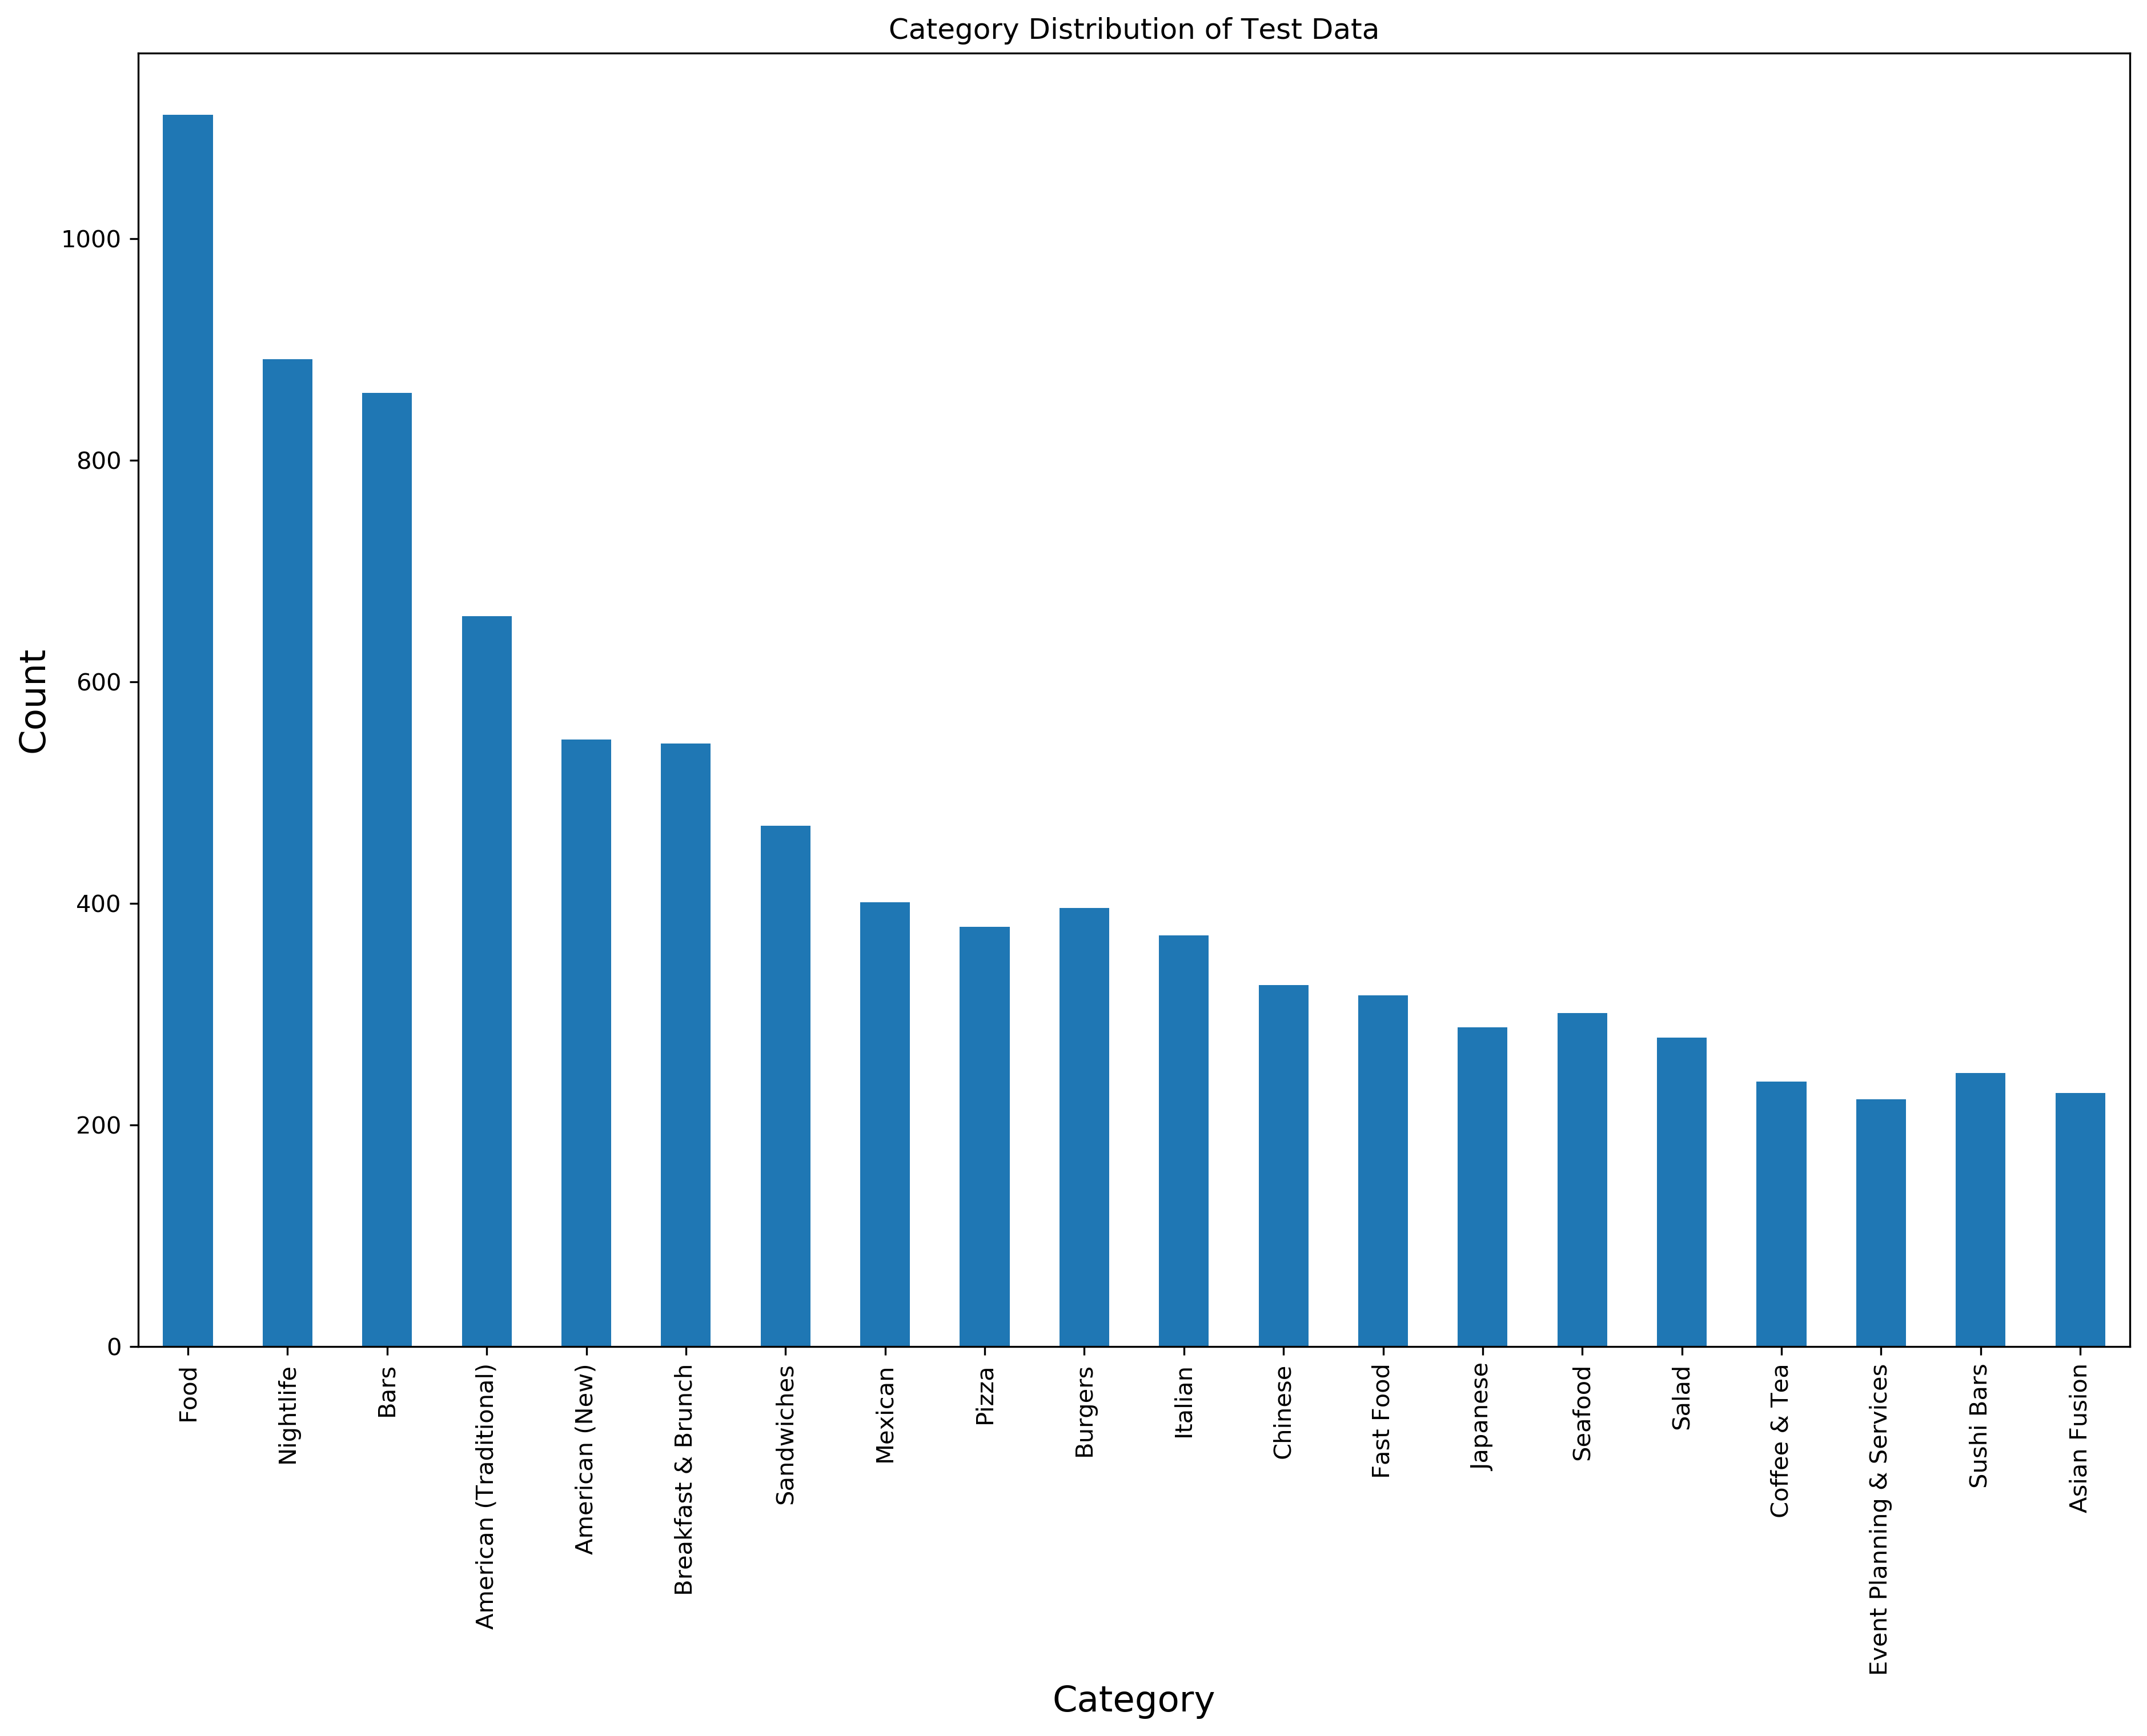 Category Distribution of Test Data
Count
1000
800
600
400
200
0
Food
Nightlife
Bars
American (Traditional)
American (New)
Breakfast & Brunch
Sandwiches
Mexican
Pizza
Burgers
Italian
Chinese
Fast Food
Japanese
Seafood
Salad
Coffee & Tea
Event Planning & Services
Sushi Bars
Asian Fusion
Category